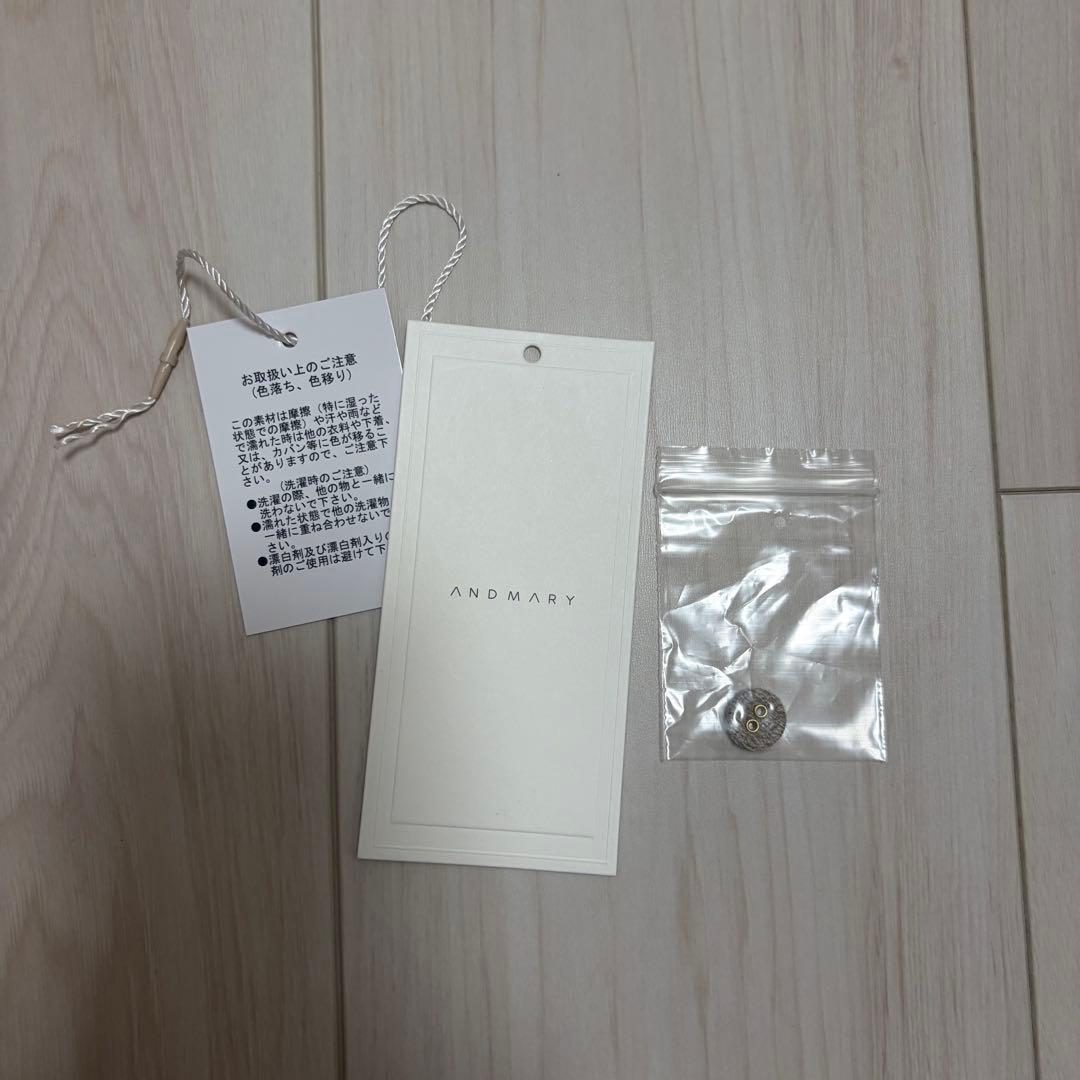 お取扱い上のご注意
(色落ち、色移り)
この素材は摩擦(特に湿った
状態での摩擦)や汗や雨など
で濡れた時は他の衣料や下着、
又は、カバン等に色が移るこ
とがありますので、ご注意下
さい。
(洗濯時のご注意)
●洗濯の際、他の物と一緒に
洗わないで下さい。
●濡れた状態で他の洗濯物
一緒に重ね合わせないで
さい。
●漂白剤及び漂白剤入りの
剤のご使用は避けて下
ANDMARY